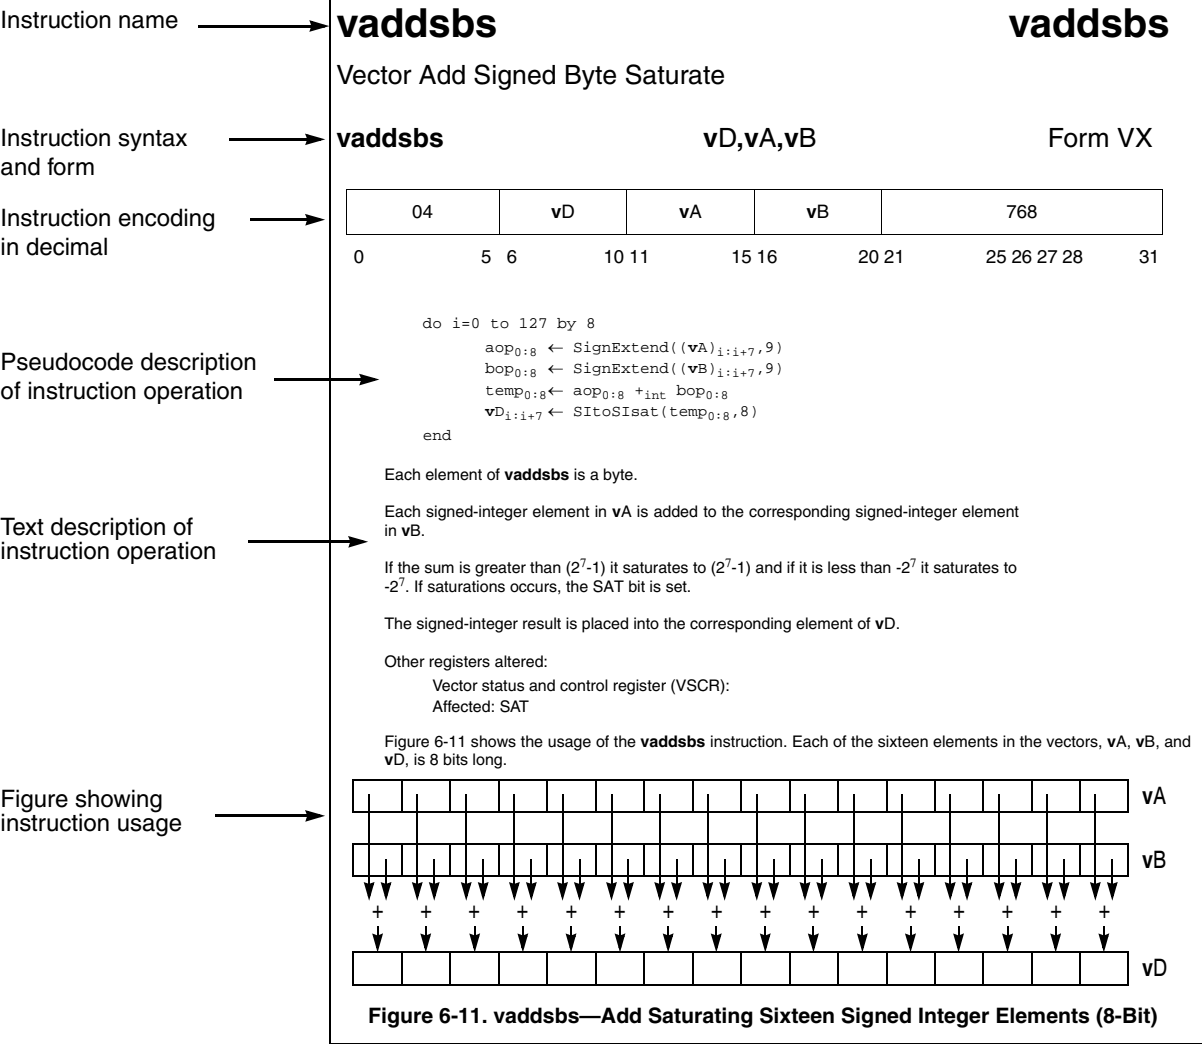 Instruction name
vaddsbs vaddsbs
Vector Add Signed Byte Saturate
Instruction syntax
and form
vaddsbs vD,vA,vB Form VX
Instruction encoding
in decimal
04 vD vA vB 768
0 5 6 10 11 15 16 20 21 25 26 27 28 31
Pseudocode description
of instruction operation
do i=0 to 127 by 8
aop0:8 ← SignExtend((vA)i:i+7,9)
bop0:8 ← SignExtend((vB)i:i+7,9)
temp0:8 ← aop0:8 +int bop0:8
vDi:i+7 ← SItoSIsat(temp0:8,8)
end
Text description of
instruction operation
Each element of vaddsbs is a byte.
Each signed-integer element in vA is added to the corresponding signed-integer element
in vB.
If the sum is greater than (2^7-1) it saturates to (2^7-1) and if it is less than -2^7 it saturates to
-2^7. If saturations occurs, the SAT bit is set.
The signed-integer result is placed into the corresponding element of vD.
Other registers altered:
Vector status and control register (VSCR):
Affected: SAT
Figure 6-11 shows the usage of the vaddsbs instruction. Each of the sixteen elements in the vectors, vA, vB, and
vD, is 8 bits long.
Figure showing
instruction usage
vA
vB
+ + + + + + + + + + + + + + + +
vD
Figure 6-11. vaddsbs—Add Saturating Sixteen Signed Integer Elements (8-Bit)